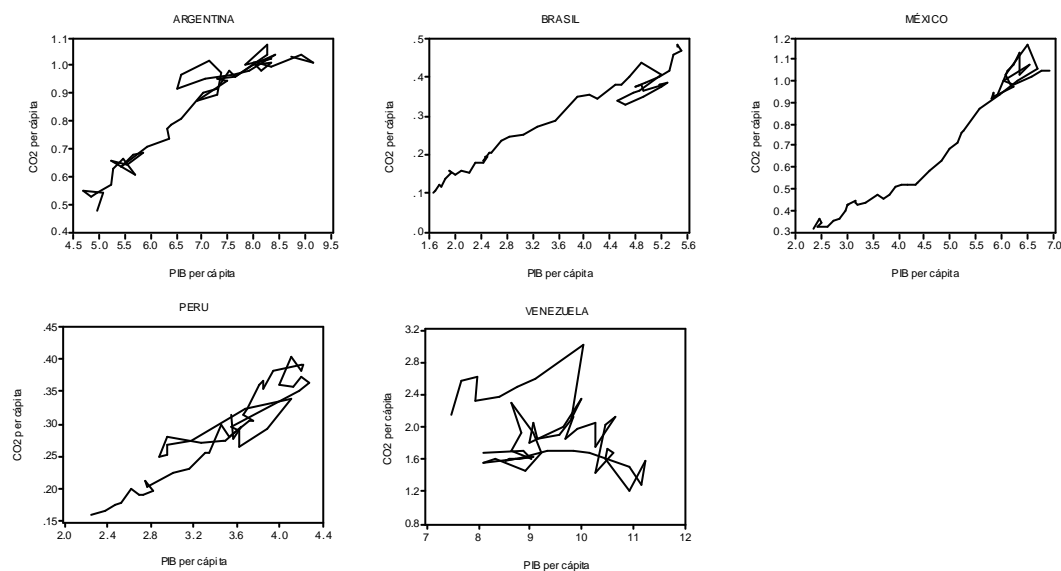 ARGENTINA
1.1
1.0
0.9
0.8
0.7
0.6
0.5
0.4
CO2 per cápita
4.5 5.0 5.5 6.0 6.5 7.0 7.5 8.0 8.5 9.0 9.5
PIB per cápita
BRASIL
.5
.4
.3
.2
.1
.0
CO2 per cápita
1.6 2.0 2.4 2.8 3.2 3.6 4.0 4.4 4.8 5.2 5.6
PIB per cápita
MÉXICO
1.2
1.1
1.0
0.9
0.8
0.7
0.6
0.5
0.4
0.3
CO2 per cápita
2.0 2.5 3.0 3.5 4.0 4.5 5.0 5.5 6.0 6.5 7.0
PIB per cápita
PERU
.45
.40
.35
.30
.25
.20
.15
CO2 per cápita
2.0 2.4 2.8 3.2 3.6 4.0 4.4
PIB per cápita
VENEZUELA
3.2
2.8
2.4
2.0
1.6
1.2
0.8
CO2 per cápita
7 8 9 10 11 12
PIB per cápita